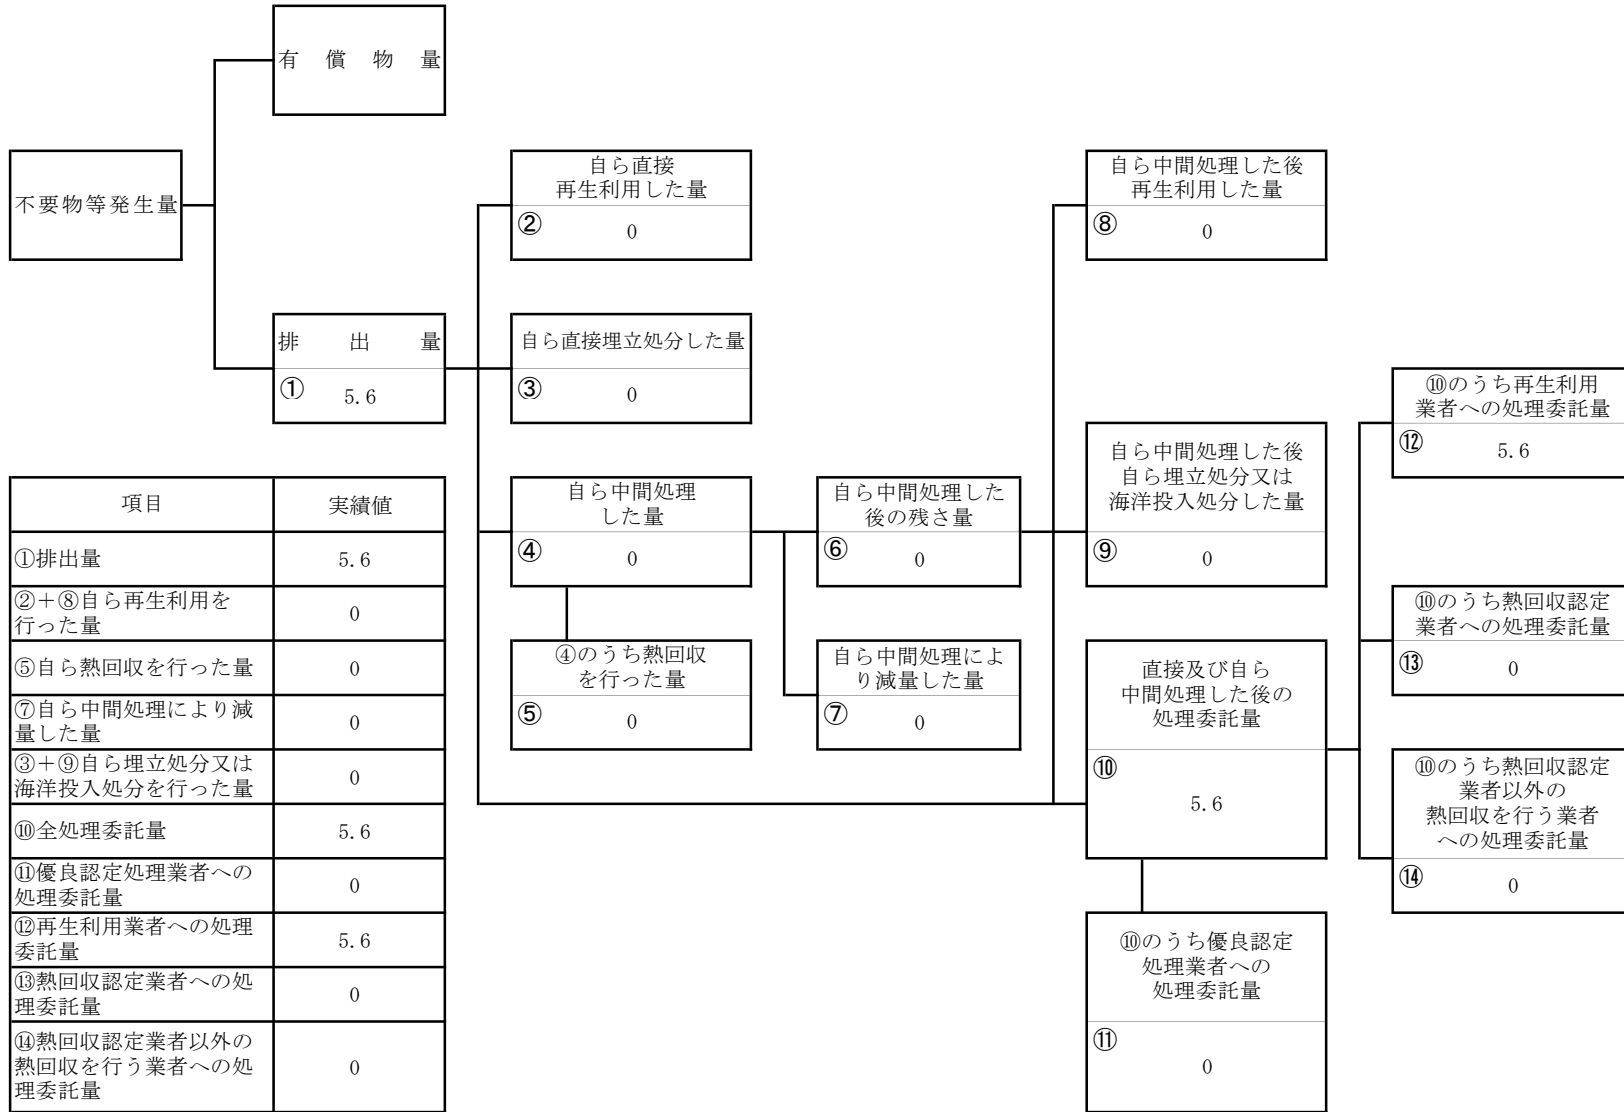 有償物量
不要物等発生量
自ら直接
再生利用した量
②
0
自ら中間処理した後
再生利用した量
⑧
0
排出量
①
5.6
自ら直接埋立処分した量
③
0
⑩のうち再生利用
業者への処理委託量
⑫
5.6
自ら中間処理した後
自ら埋立処分又は
海洋投入処分した量
⑨
0
自ら中間処理
した量
④
0
自ら中間処理した
後の残さ量
⑥
0
⑩のうち熱回収認定
業者への処理委託量
⑬
0
④のうち熱回収
を行った量
⑤
0
自ら中間処理によ
り減量した量
⑦
0
直接及び自ら
中間処理した後の
処理委託量
⑩
5.6
⑩のうち熱回収認定
業者以外の
熱回収を行う業者
への処理委託量
⑭
0
⑩のうち優良認定
処理業者への
処理委託量
⑪
0
項目 実績値
①排出量 5.6
②+⑧自ら再生利用を
行った量
0
⑤自ら熱回収を行った量 0
⑦自ら中間処理により減
量した量
0
③+⑨自ら埋立処分又は
海洋投入処分を行った量
0
⑩全処理委託量 5.6
⑪優良認定処理業者への
処理委託量
0
⑫再生利用業者への処理
委託量
5.6
⑬熱回収認定業者への処
理委託量
0
⑭熱回収認定業者以外の
熱回収を行う業者への処
理委託量
0